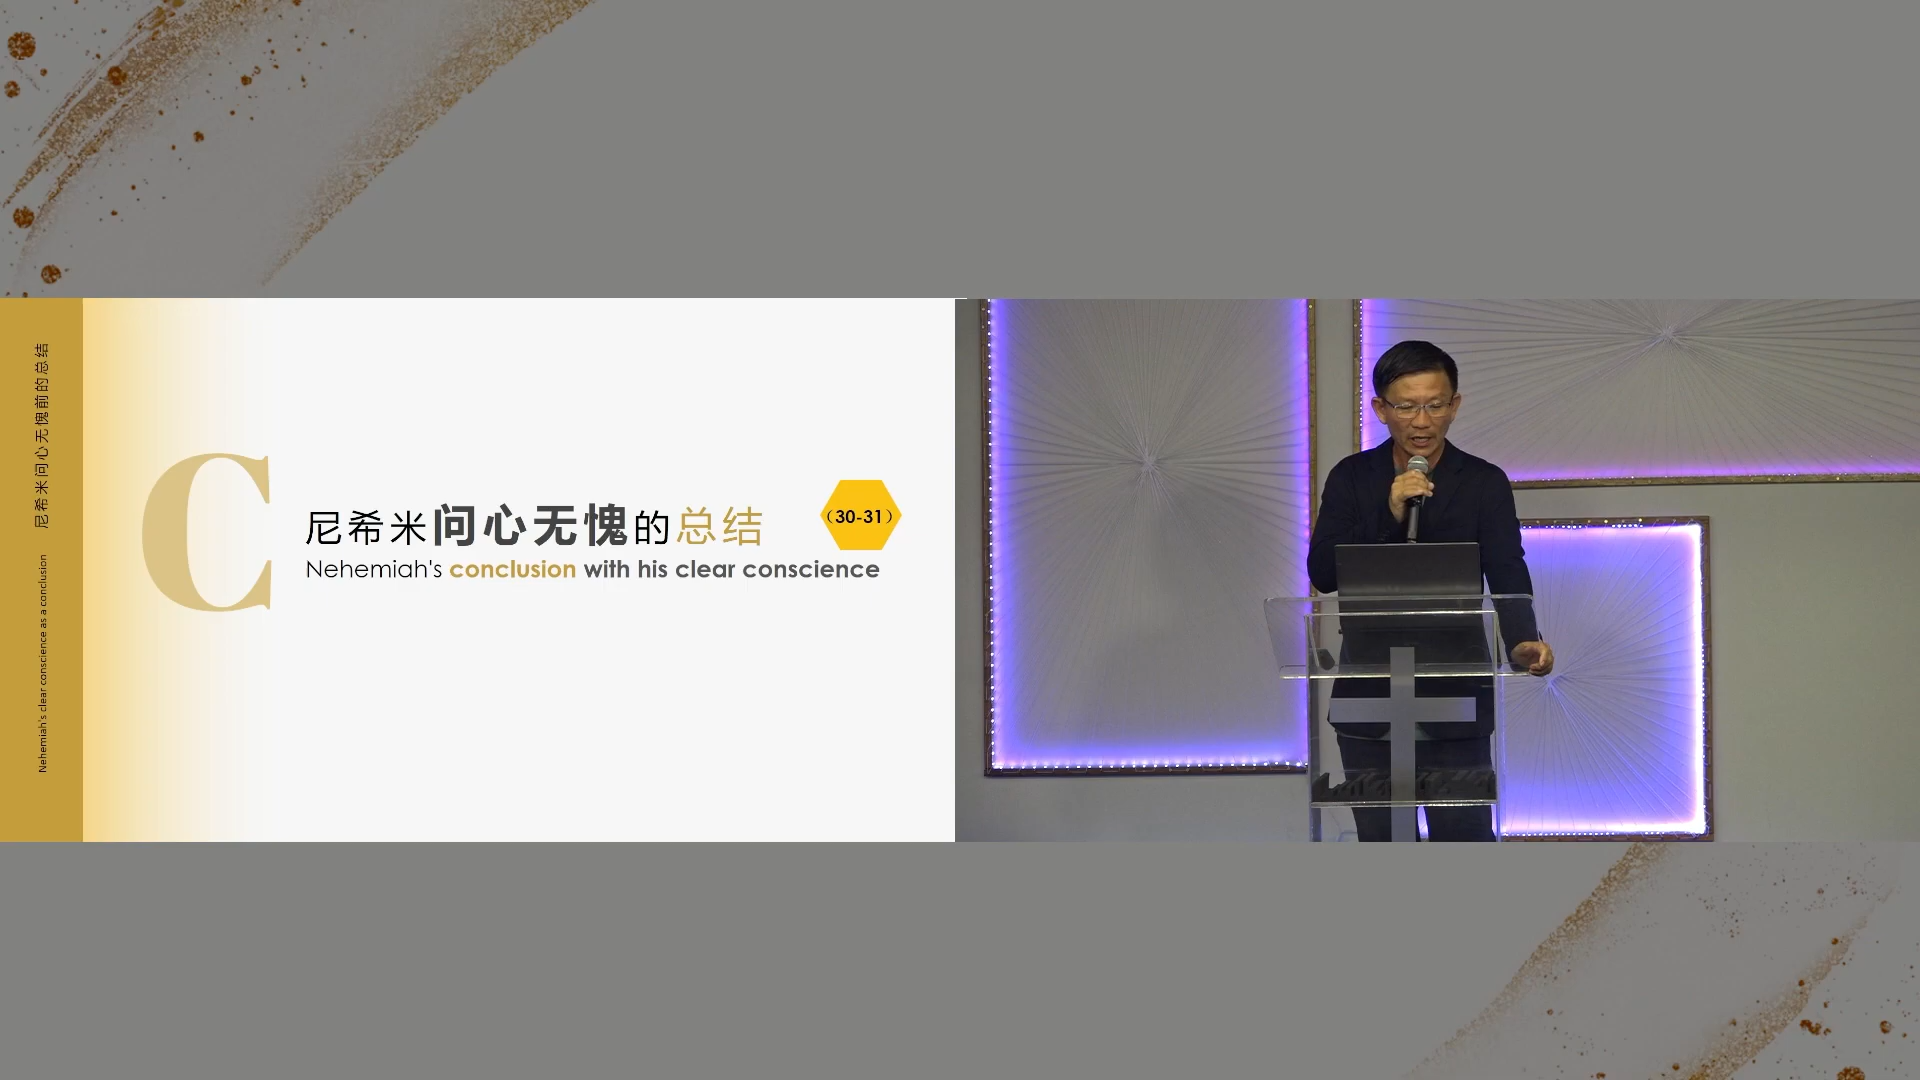 尼希米问心无愧前的总结
Nehemiah's clear conscience as a conclusion
C
尼希米问心无愧的总结
（30-31）
Nehemiah's conclusion with his clear conscience